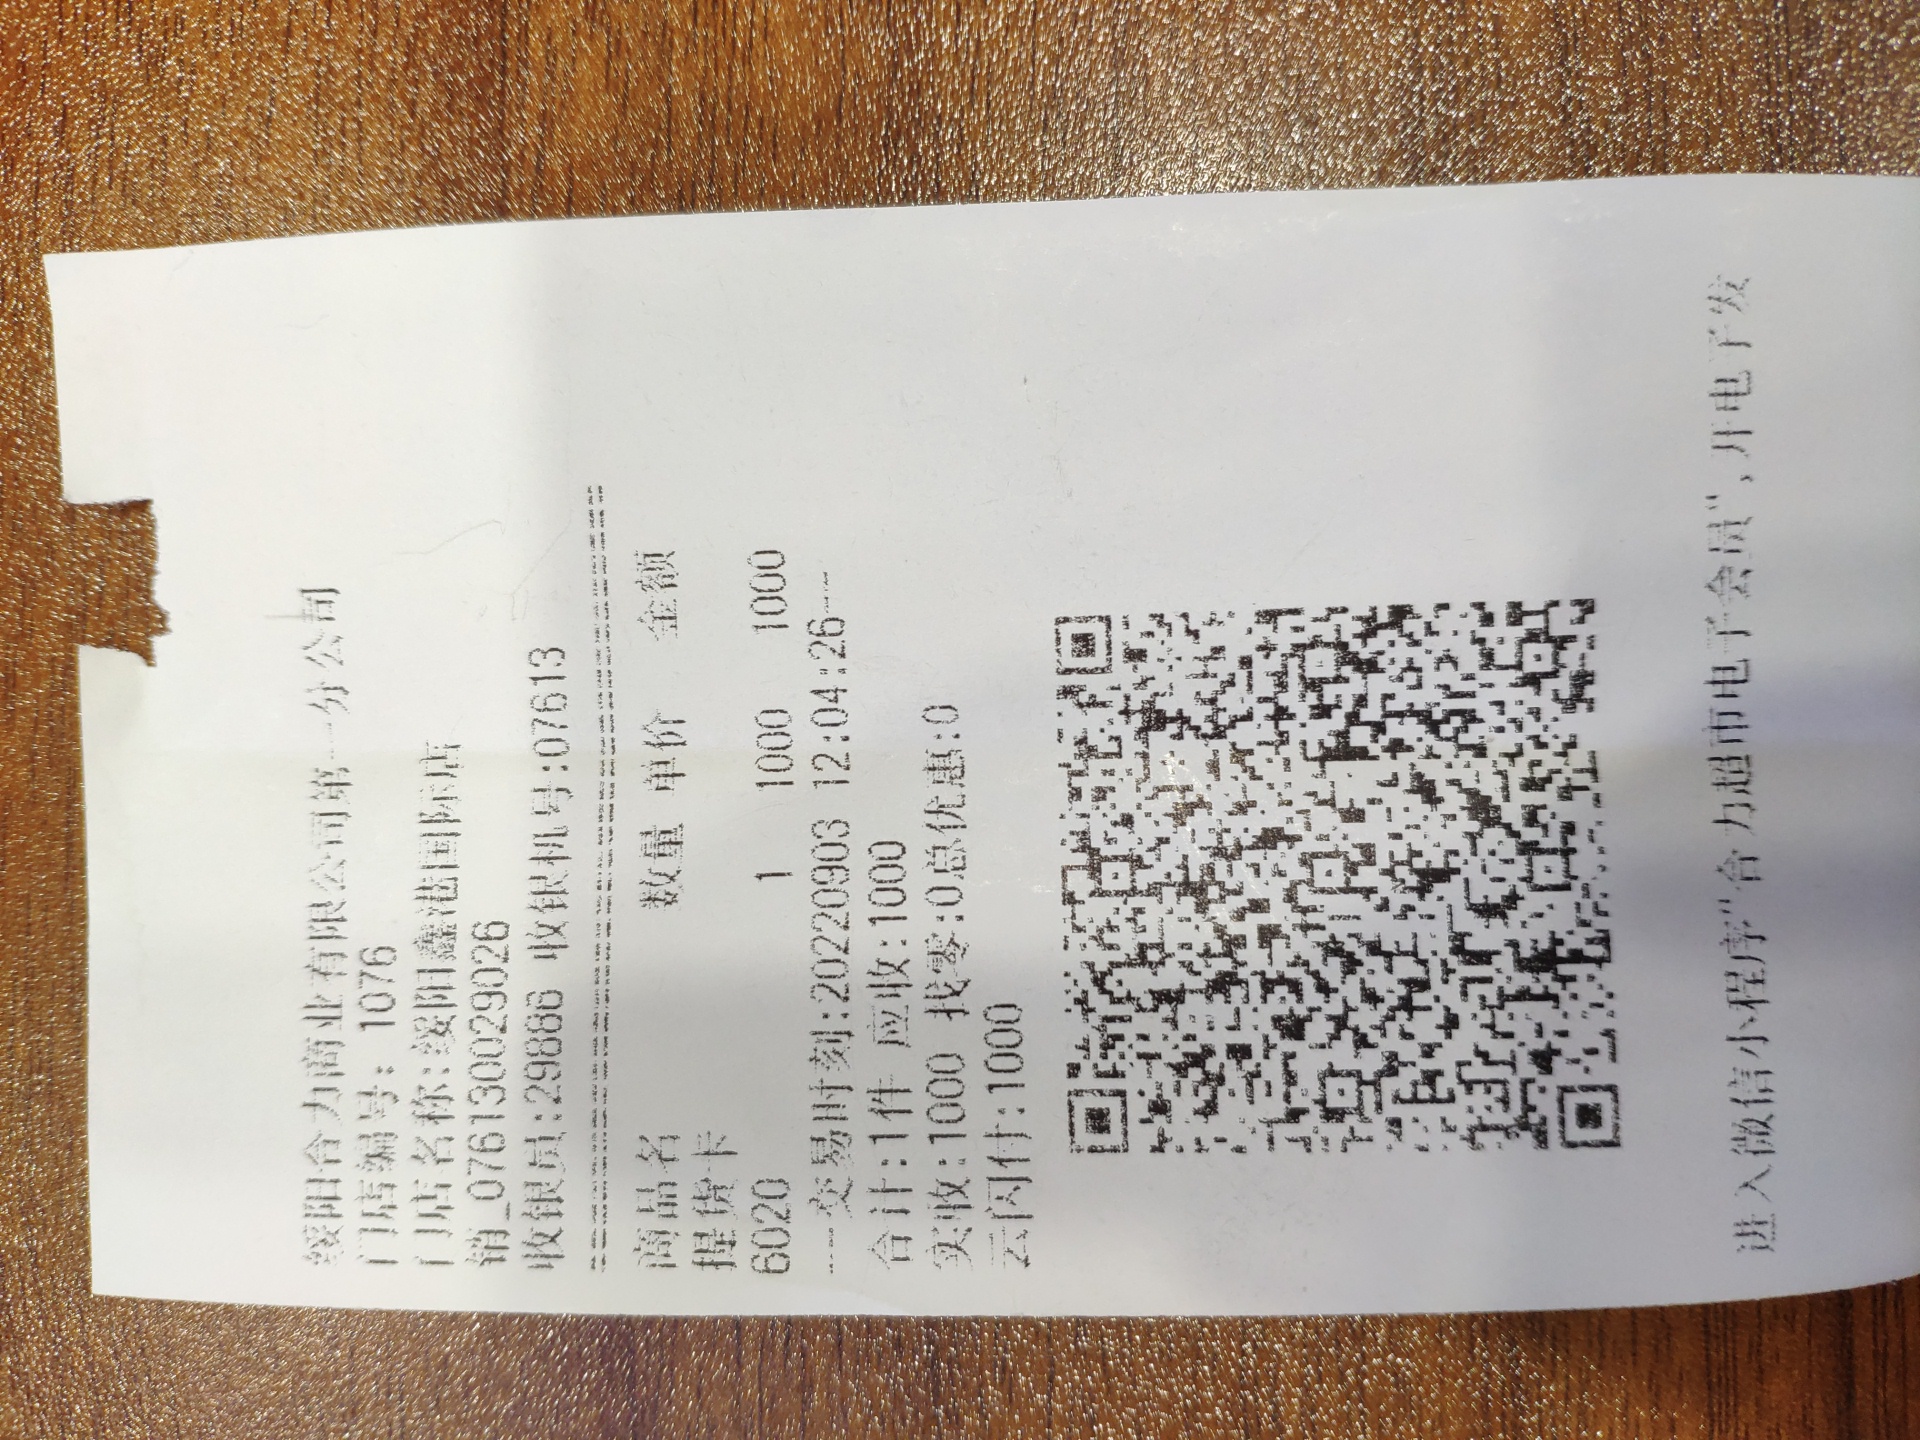 绥阳合力商业有限公司第一分公司
门店编号: 1076
门店名称:绥阳鑫港国际店
销_0761300029026
收银员:29886 收银机号:07613
商品名 数量 单价 金额
提货卡
6020 1 1000 1000
----交易时刻:20220903 12:04:26----
合计:1件 应收:1000
实收:1000 找零:0总优惠:0
云闪付:1000
进入微信小程序"合力超市电子会员",开电子发